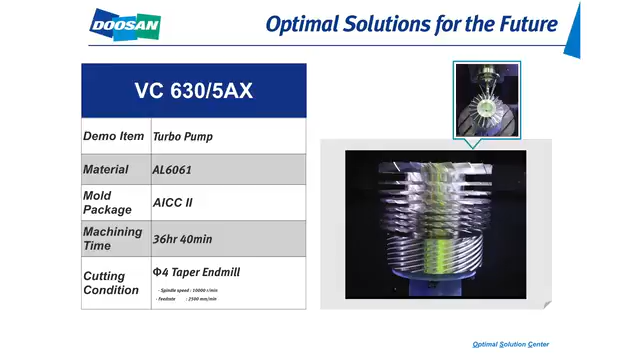 DOOSAN
Optimal Solutions for the Future
VC 630/5AX
Demo Item Turbo Pump
Material AL6061
Mold
Package AICC II
Machining
Time 36hr 40min
Cutting
Condition Φ4 Taper Endmill
- Spindle speed : 10000 r/min
- Feedrate : 2500 mm/min
Optimal Solution Center